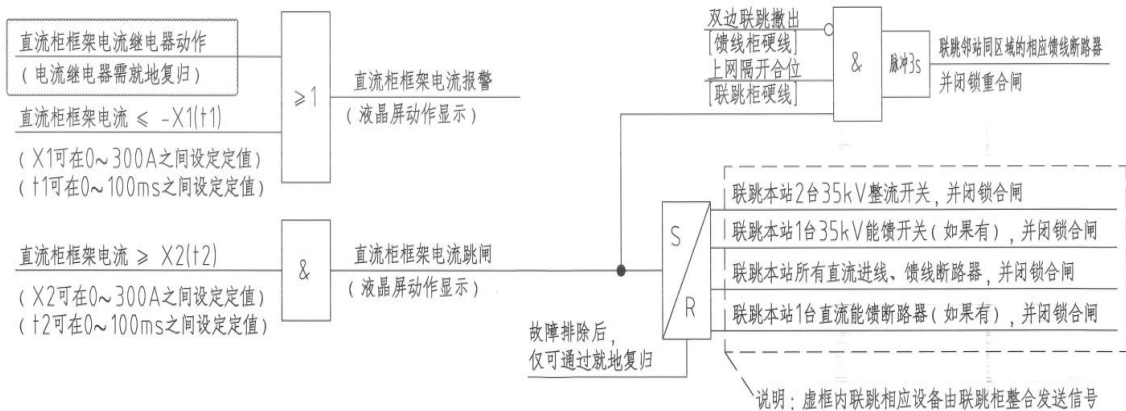 直流柜框架电流继电器动作
(电流继电器需就地复归)
直流柜框架电流 ≤ -X1(t1)
(X1可在0~300A之间设定定值)
(t1可在0~100ms之间设定定值)
≥1
直流柜框架电流报警
(液晶屏动作显示)
直流柜框架电流 ≥ X2(t2)
(X2可在0~300A之间设定定值)
(t2可在0~100ms之间设定定值)
&
直流柜框架电流跳闸
(液晶屏动作显示)
双边联跳撤出
[馈线柜硬线]
上网隔开合位
[联跳柜硬线]
&
脉冲3s
联跳邻站同区域的相应馈线断路器
并闭锁重合闸
S
R
故障排除后,
仅可通过就地复归
联跳本站2台35kV整流开关,并闭锁合闸
联跳本站1台35kV能馈开关(如果有),并闭锁合闸
联跳本站所有直流进线、馈线断路器,并闭锁合闸
联跳本站1台直流能馈断路器(如果有),并闭锁合闸
说明:虚框内联跳相应设备由联跳柜整合发送信号